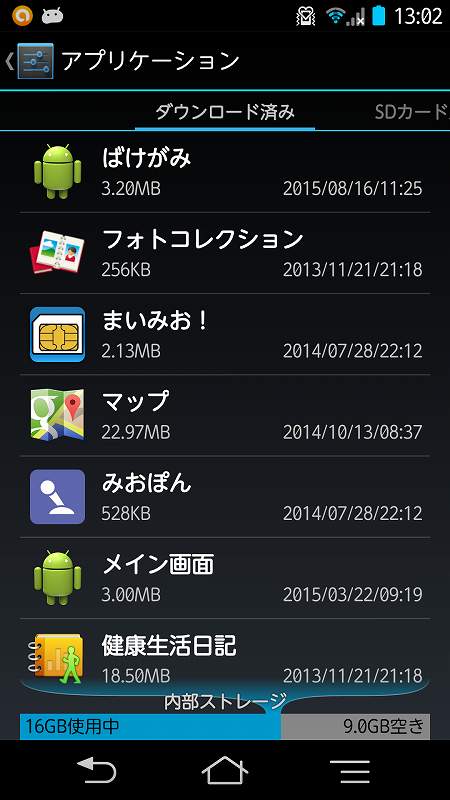 13:02
アプリケーション
ダウンロード済み SDカード
ばけがみ
3.20MB 2015/08/16/11:25
フォトコレクション
256KB 2013/11/21/21:18
まいみお！
2.13MB 2014/07/28/22:12
マップ
22.97MB 2014/10/13/08:37
みおぽん
528KB 2014/07/28/22:12
メイン画面
3.00MB 2015/03/22/09:19
健康生活日記
18.50MB 2013/11/21/21:18
内部ストレージ
16GB使用中 9.0GB空き